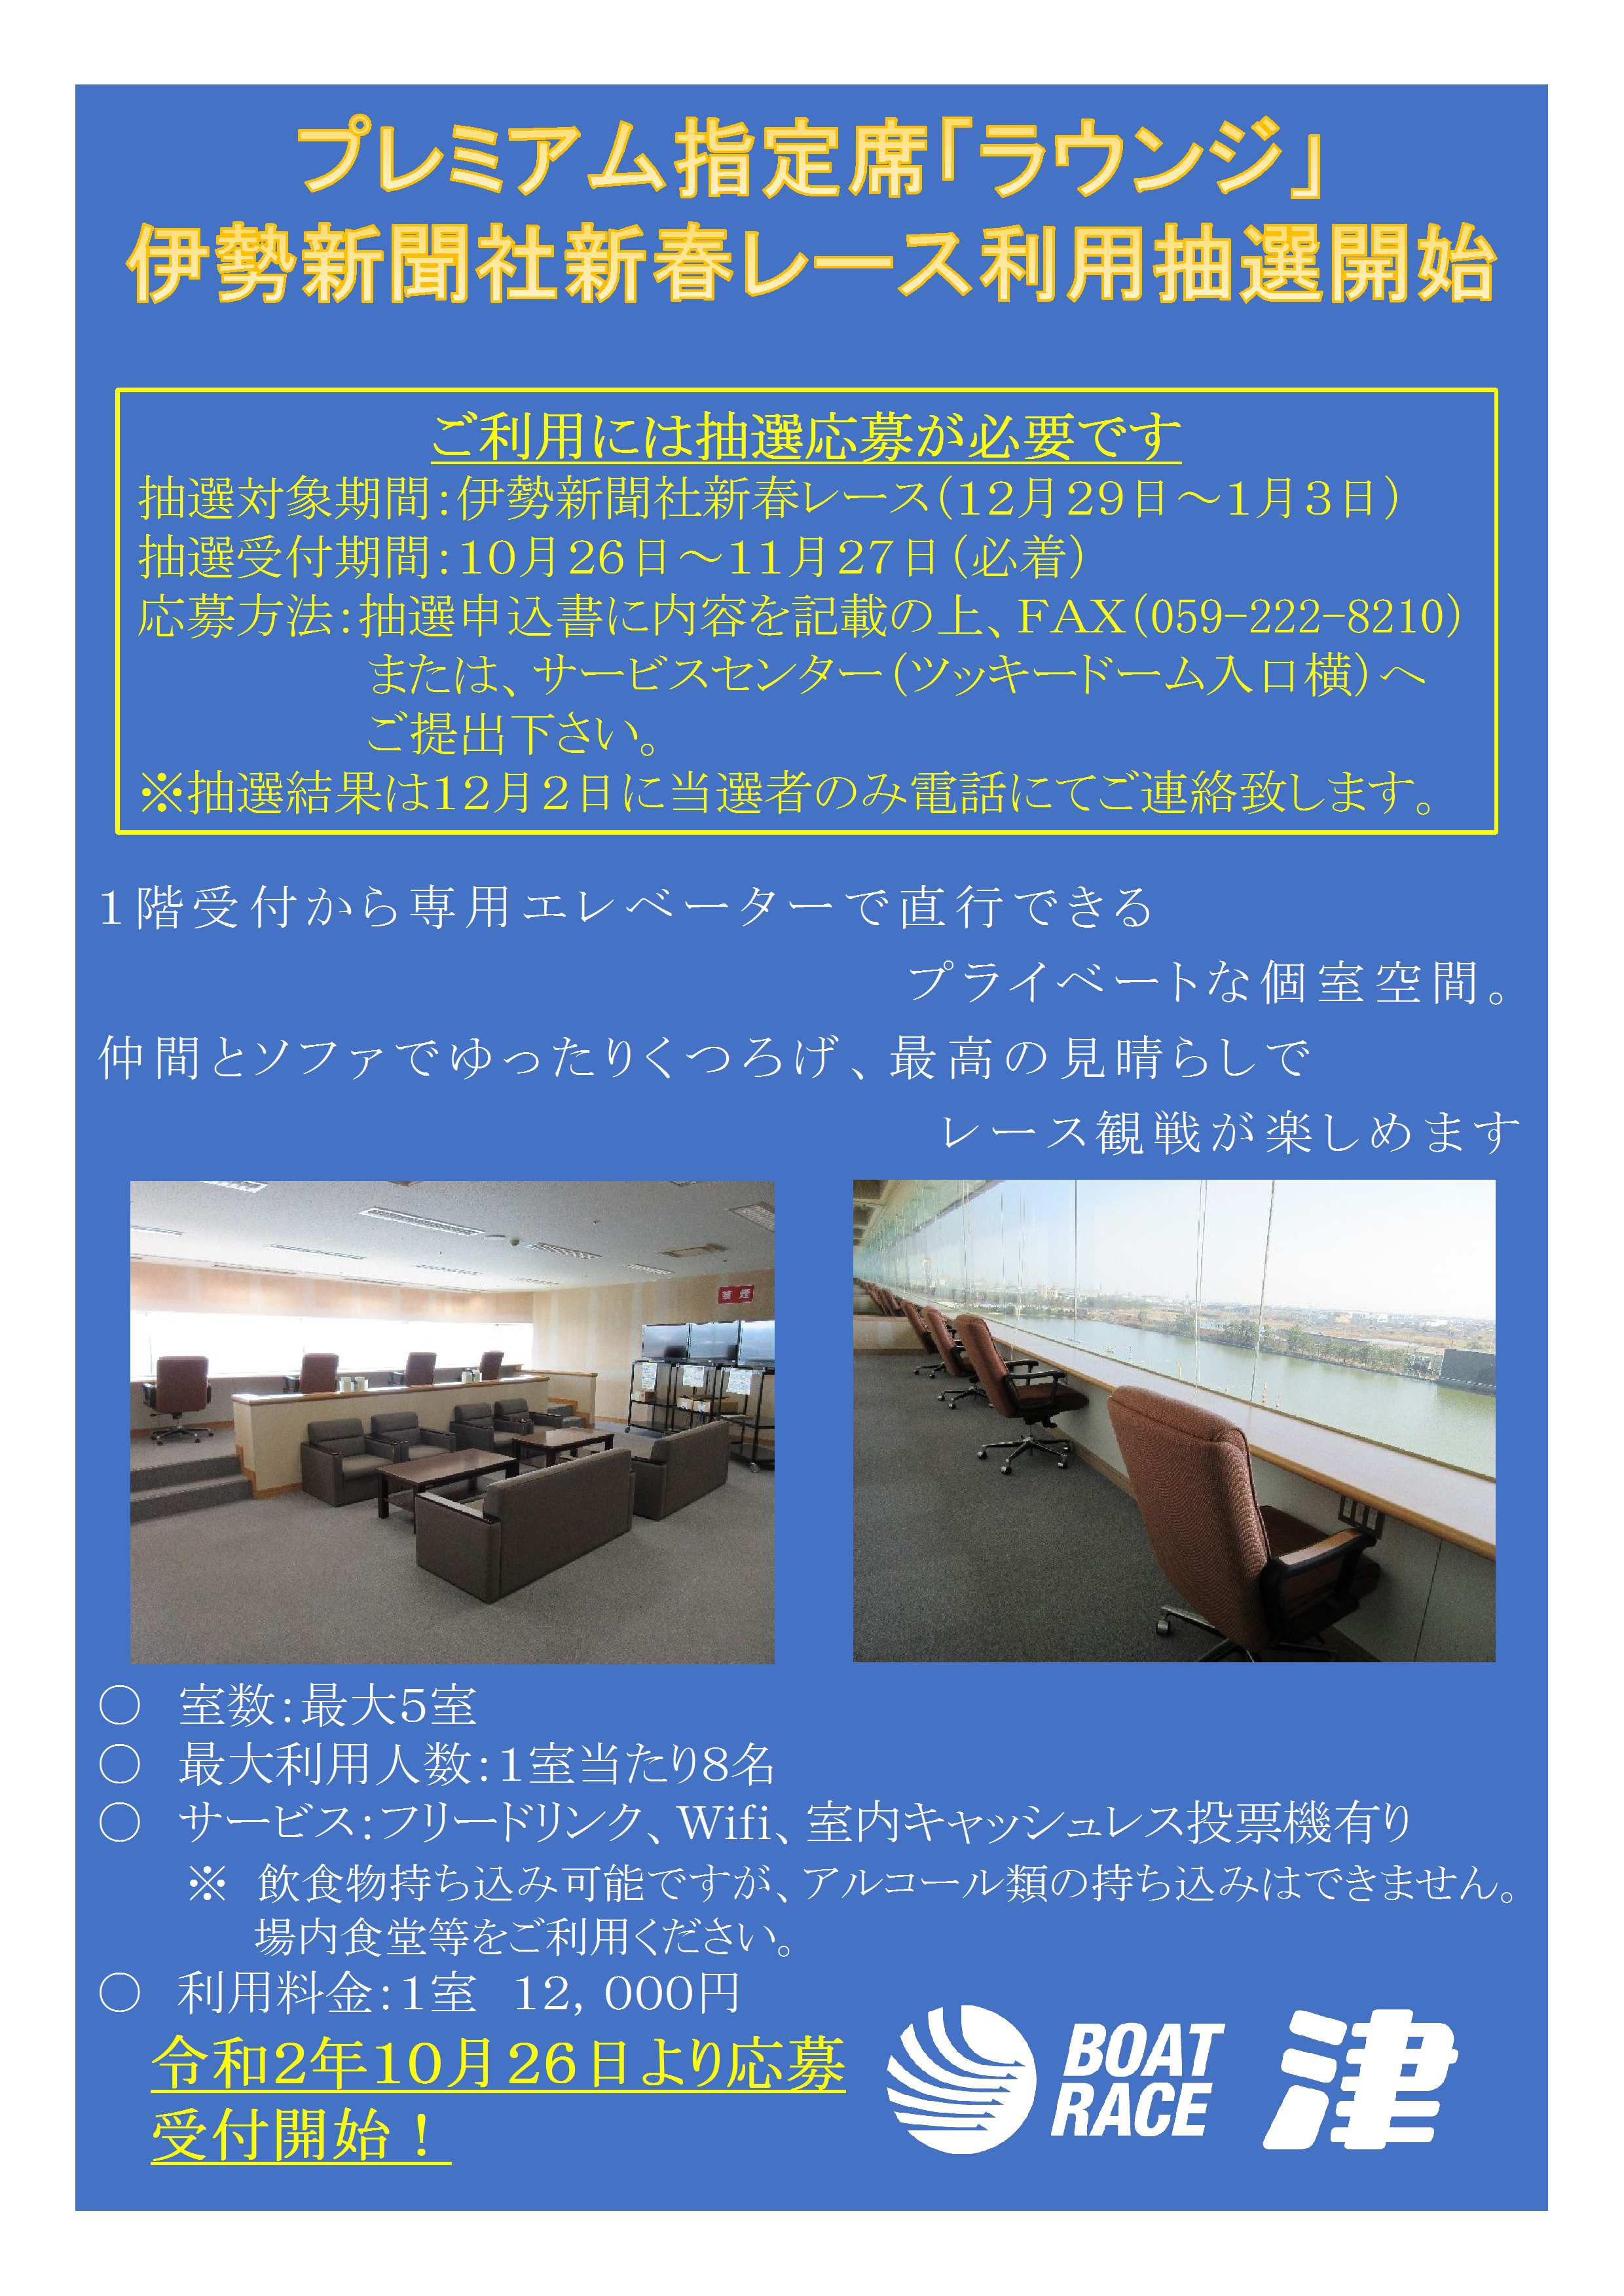 プレミアム指定席「ラウンジ」
伊勢新聞社新春レース利用抽選開始
ご利用には抽選応募が必要です
抽選対象期間：伊勢新聞社新春レース（１２月２９日～１月３日）
抽選受付期間：１０月２６日～１１月２７日（必着）
応募方法：抽選申込書に内容を記載の上、ＦＡＸ（059-222-8210）
または、サービスセンター（ツッキードーム入口横）へ
ご提出下さい。
※抽選結果は１２月２日に当選者のみ電話にてご連絡致します。
１階受付から専用エレベーターで直行できる
プライベートな個室空間。
仲間とソファでゆったりくつろげ、最高の見晴らしで
レース観戦が楽しめます
○　室数：最大５室
○　最大利用人数：１室当たり８名
○　サービス：フリードリンク、Wifi、室内キャッシュレス投票機有り
※　飲食物持ち込み可能ですが、アルコール類の持ち込みはできません。
場内食堂等をご利用ください。
○　利用料金：１室　１２，０００円
令和２年１０月２６日より応募
受付開始！
BOAT
RACE
津